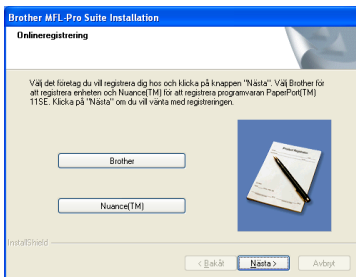 Brother MFL-Pro Suite Installation
Onlineregistrering
Välj det företag du vill registrera dig hos och klicka på knappen "Nästa". Välj Brother för
att registrera enheten och Nuance(TM) för att registrera programvaran PaperPort(TM)
11SE. Klicka på "Nästa" om du vill vänta med registreringen.
Brother
Nuance(TM)
InstallShield
< Bakåt
Nästa >
Avbryt